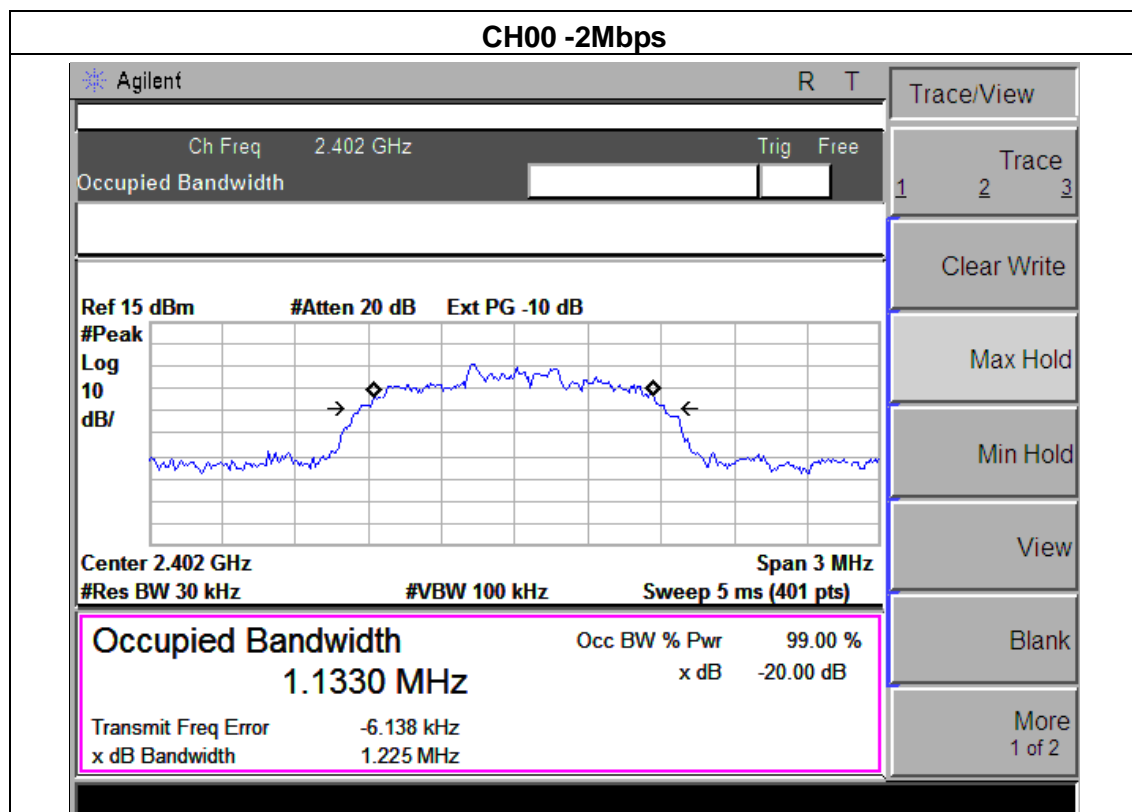 CH00 -2Mbps
Agilent R T
Ch Freq 2.402 GHz Trig Free
Occupied Bandwidth
Ref 15 dBm #Atten 20 dB Ext PG -10 dB
#Peak
Log
10
dB/
Center 2.402 GHz Span 3 MHz
#Res BW 30 kHz #VBW 100 kHz Sweep 5 ms (401 pts)
Occupied Bandwidth
1.1330 MHz
Occ BW % Pwr 99.00 %
x dB -20.00 dB
Transmit Freq Error -6.138 kHz
x dB Bandwidth 1.225 MHz
Trace/View
Trace
1 2 3
Clear Write
Max Hold
Min Hold
View
Blank
More
1 of 2